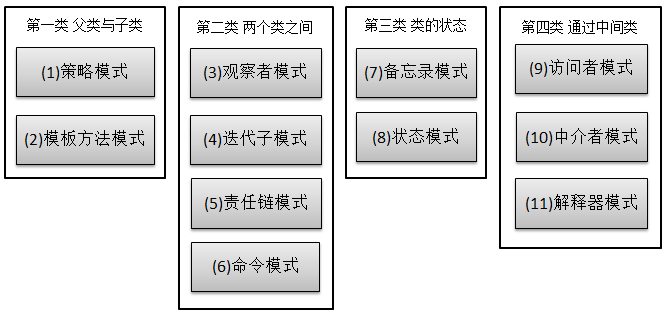 第一类 父类与子类
(1)策略模式
(2)模板方法模式
第二类 两个类之间
(3)观察者模式
(4)迭代子模式
(5)责任链模式
(6)命令模式
第三类 类的状态
(7)备忘录模式
(8)状态模式
第四类 通过中间类
(9)访问者模式
(10)中介者模式
(11)解释器模式